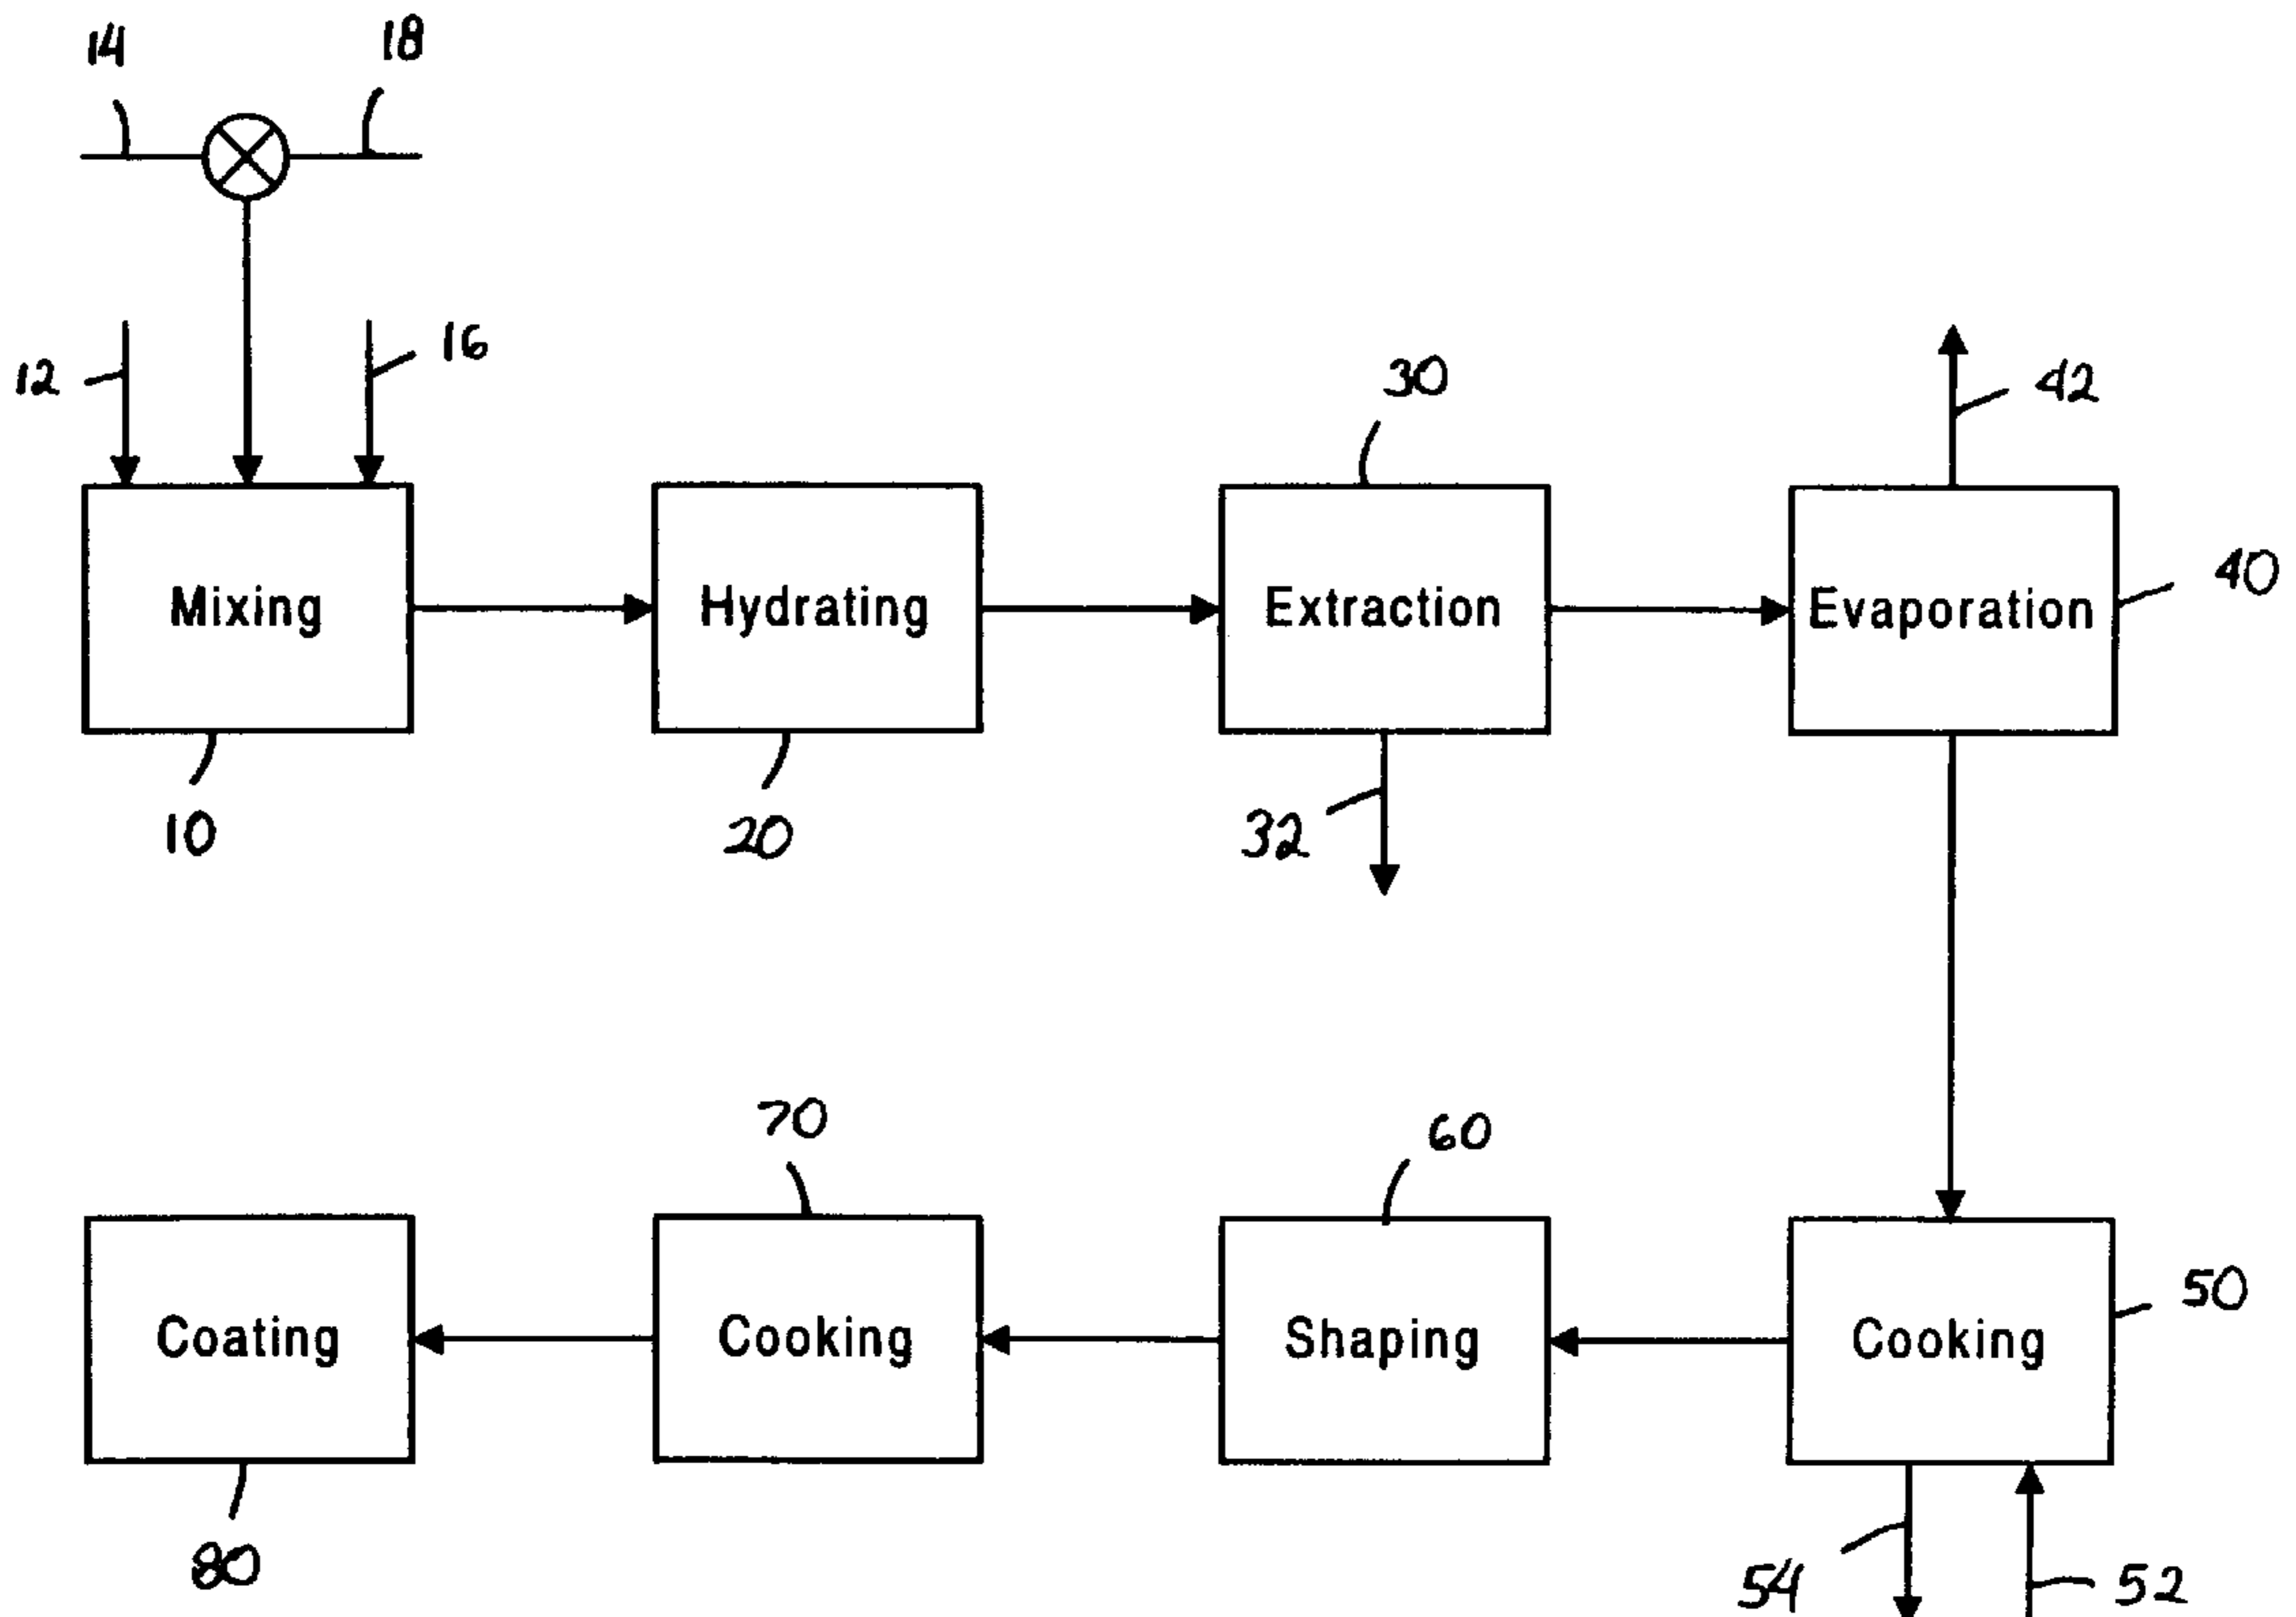 14 18
12 16
30 42
Mixing Hydrating Extraction Evaporation 40
10 20 32
70 60
Coating Cooking Shaping Cooking 50
80 54 52